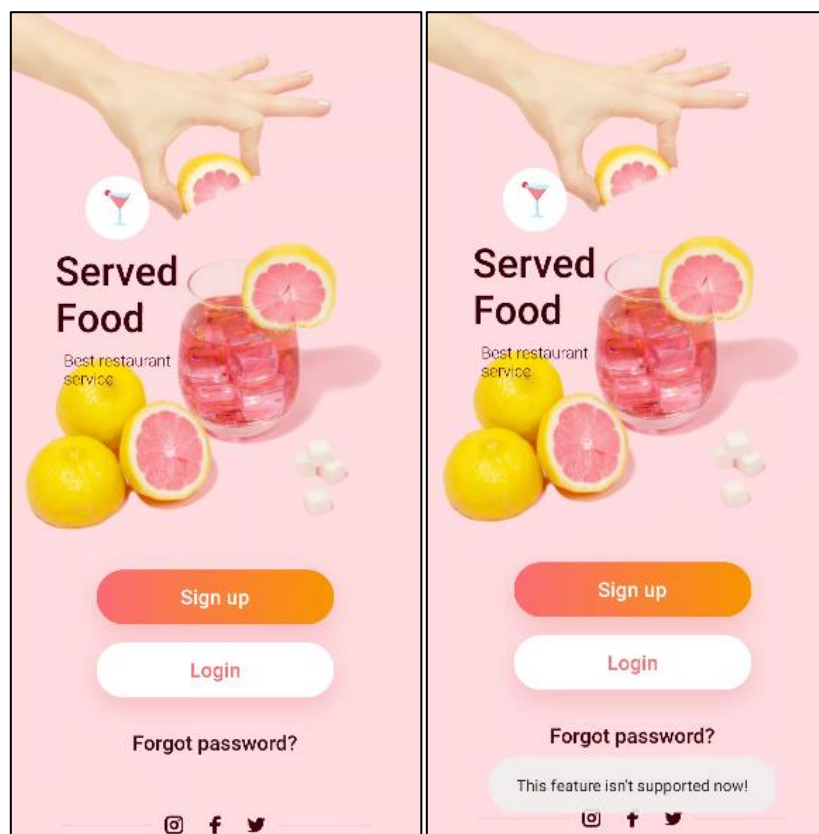 Served
Food
Best restaurant
service
Sign up
Login
Forgot password?
Served
Food
Best restaurant
service
Sign up
Login
Forgot password?
This feature isn't supported now!